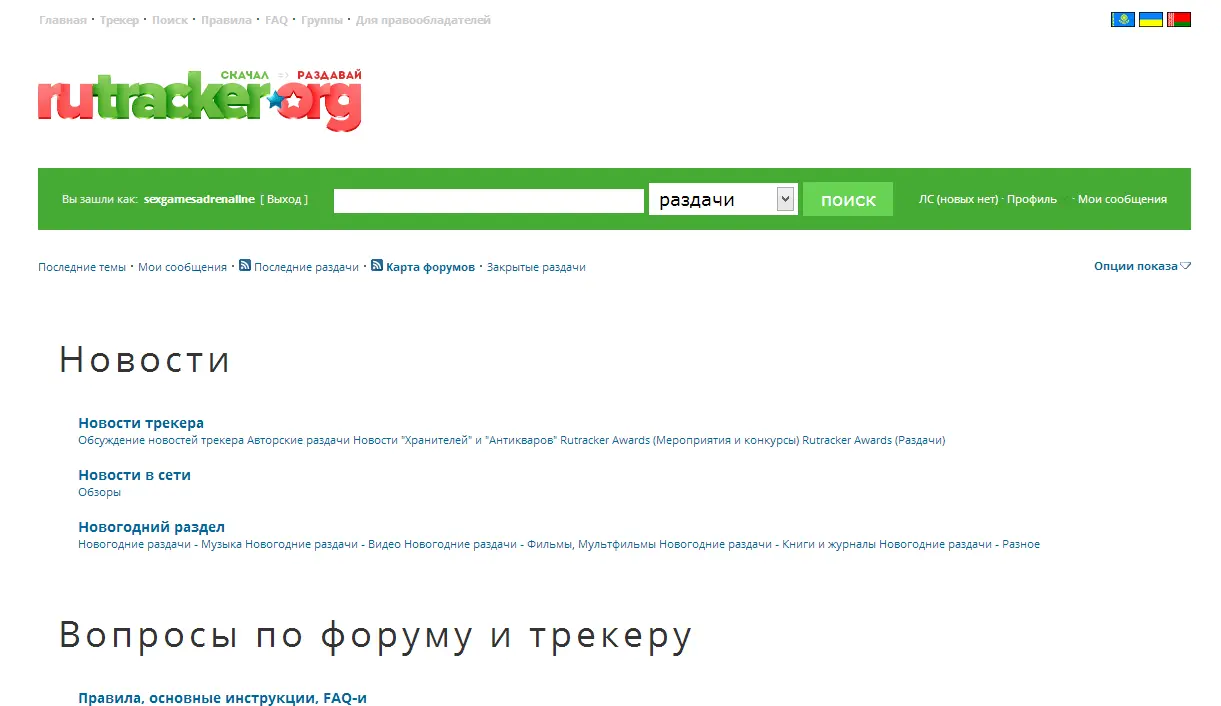 Главная · Трекер · Поиск · Правила · FAQ · Группы · Для правообладателей
СКАЧАЛ => РАЗДАВАЙ
rutracker.org
Вы зашли как: sexgamesadrenallne [ Выход ] раздачи поиск ЛС (новых нет) · Профиль · Мои сообщения
Последние темы · Мои сообщения · Последние раздачи · Карта форумов · Закрытые раздачи Опции показа
Новости
Новости трекера
Обсуждение новостей трекера Авторские раздачи Новости "Хранителей" и "Антикваров" Rutracker Awards (Мероприятия и конкурсы) Rutracker Awards (Раздачи)
Новости в сети
Обзоры
Новогодний раздел
Новогодние раздачи - Музыка Новогодние раздачи - Видео Новогодние раздачи - Фильмы, Мультфильмы Новогодние раздачи - Книги и журналы Новогодние раздачи - Разное
Вопросы по форуму и трекеру
Правила, основные инструкции, FAQ-и